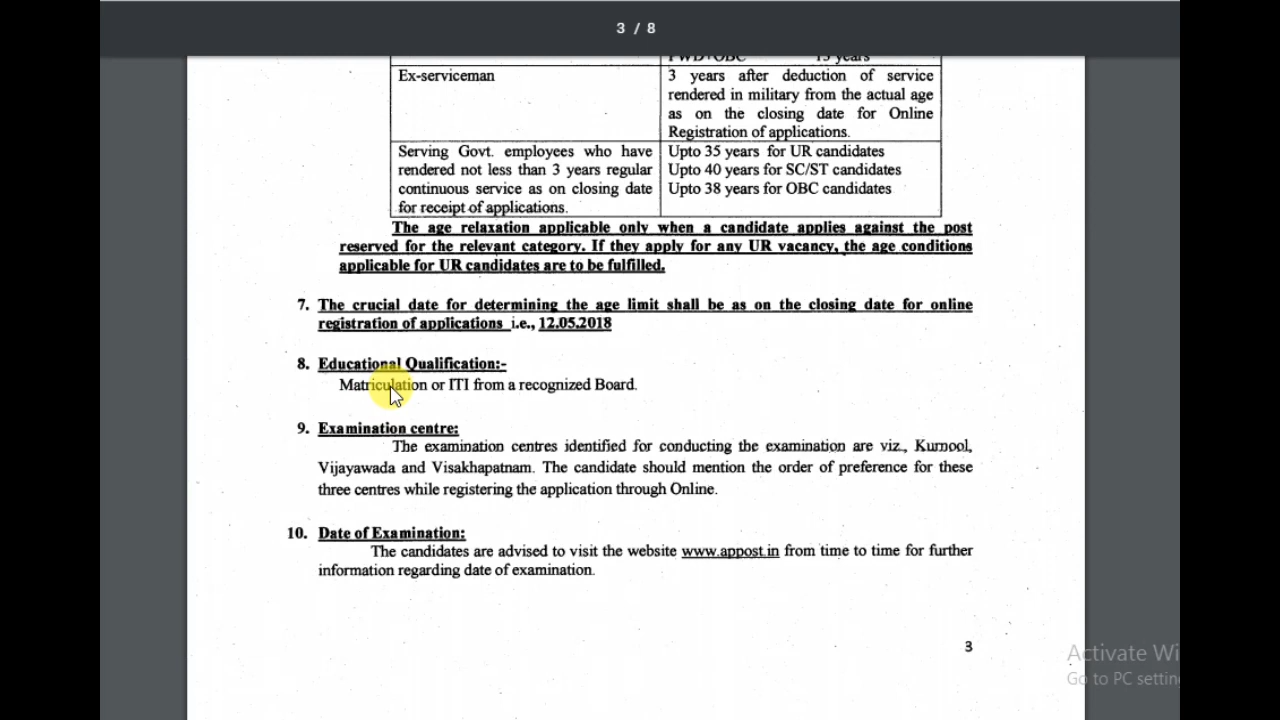 3 / 8
PWD+OBC 15 years
Ex-serviceman
3 years after deduction of service
rendered in military from the actual age
as on the closing date for Online
Registration of applications.
Serving Govt. employees who have
rendered not less than 3 years regular
continuous service as on closing date
for receipt of applications.
Upto 35 years for UR candidates
Upto 40 years for SC/ST candidates
Upto 38 years for OBC candidates
The age relaxation applicable only when a candidate applies against the post
reserved for the relevant category. If they apply for any UR vacancy, the age conditions
applicable for UR candidates are to be fulfilled.
7. The crucial date for determining the age limit shall be as on the closing date for online
registration of applications i.e., 12.05.2018
8. Educational Qualification:-
Matriculation or ITI from a recognized Board.
9. Examination centre:
The examination centres identified for conducting the examination are viz., Kurnool,
Vijayawada and Visakhapatnam. The candidate should mention the order of preference for these
three centres while registering the application through Online.
10. Date of Examination:
The candidates are advised to visit the website www.appost.in from time to time for further
information regarding date of examination.
3
Activate Wi
Go to PC settin